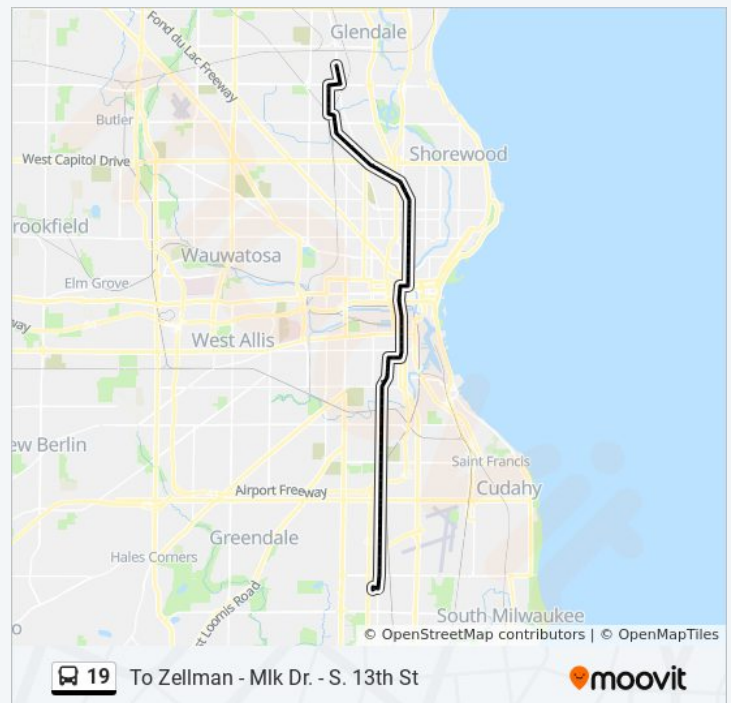 Glendale
Fond du Lac Freeway
Butler
West Capitol Drive
Shorewood
rookfield
Wauwatosa
Elm Grove
way
West Allis
ew Berlin
Saint Francis
Airport Freeway
Cudahy
Greendale
Hales Corners
st Loomis Road
South Milwaukee
o
© OpenStreetMap contributors | © OpenMapTiles
19 To Zellman - Mlk Dr. - S. 13th St
moovit